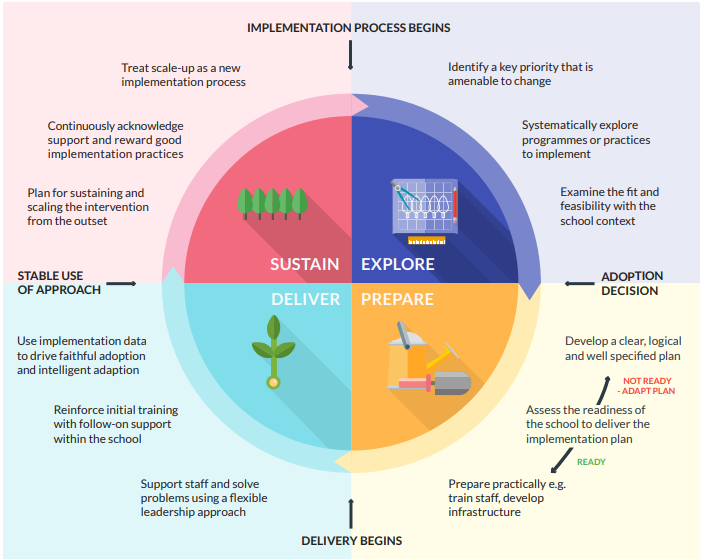 IMPLEMENTATION PROCESS BEGINS
Treat scale-up as a new
implementation process
Continuously acknowledge
support and reward good
implementation practices
Plan for sustaining and
scaling the intervention
from the outset
Identify a key priority that is
amenable to change
Systematically explore
programmes or practices
to implement
Examine the fit and
feasibility with the
school context
SUSTAIN
EXPLORE
STABLE USE
OF APPROACH
ADOPTION
DECISION
DELIVER
PREPARE
Use implementation data
to drive faithful adoption
and intelligent adaption
Reinforce initial training
with follow-on support
within the school
Support staff and solve
problems using a flexible
leadership approach
Develop a clear, logical
and well specified plan
NOT READY
- ADAPT PLAN
Assess the readiness of
the school to deliver the
implementation plan
READY
Prepare practically e.g.
train staff, develop
infrastructure
DELIVERY BEGINS